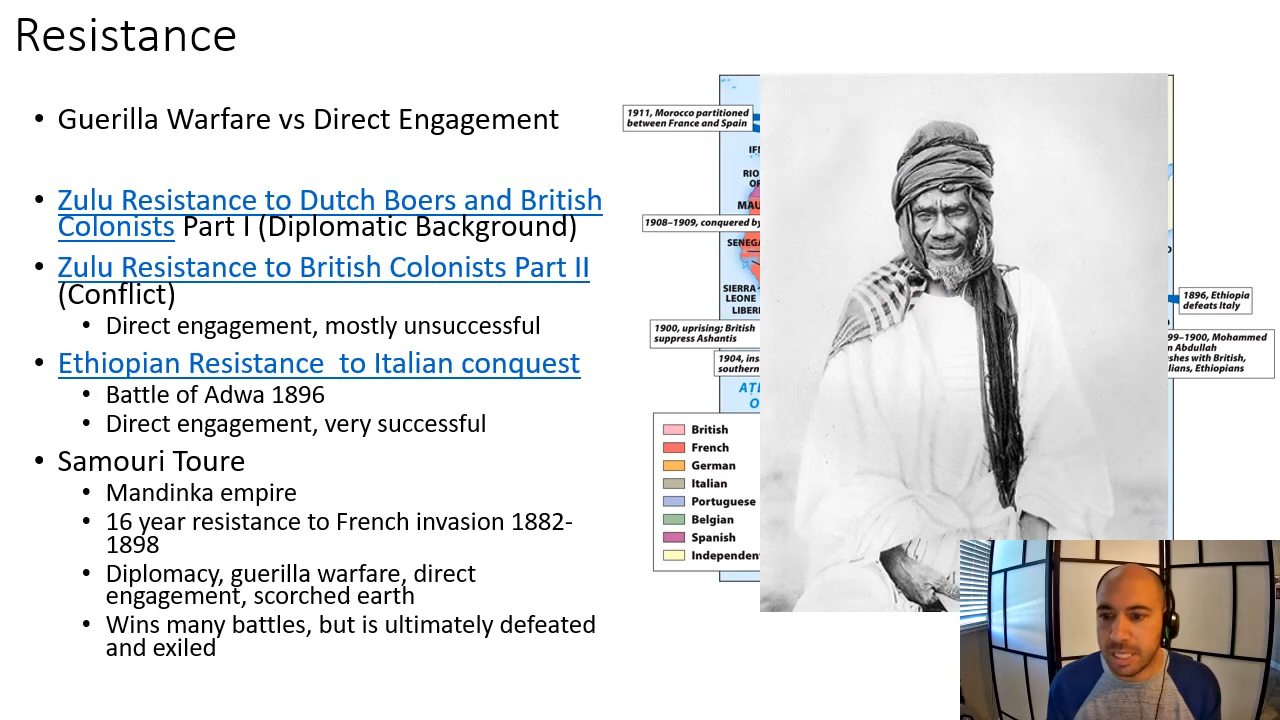 Resistance
• Guerilla Warfare vs Direct Engagement
• Zulu Resistance to Dutch Boers and British
Colonists Part I (Diplomatic Background)
• Zulu Resistance to British Colonists Part II
(Conflict)
• Direct engagement, mostly unsuccessful
• Ethiopian Resistance  to Italian conquest
• Battle of Adwa 1896
• Direct engagement, very successful
• Samouri Toure
• Mandinka empire
• 16 year resistance to French invasion 1882-
1898
• Diplomacy, guerilla warfare, direct
engagement, scorched earth
• Wins many battles, but is ultimately defeated
and exiled
1911, Morocco partitioned
between France and Spain
IF
RIO
O
MAU
1908–1909, conquered by
SENEGA
SIERRA
LEONE
LIBER
1900, uprising; British
suppress Ashantis
1904, ins
southern
AT
O
British
French
German
Italian
Portuguese
Belgian
Spanish
Independen
1896, Ethiopia
defeats Italy
99–1900, Mohammed
n Abdullah
shes with British,
lians, Ethiopians